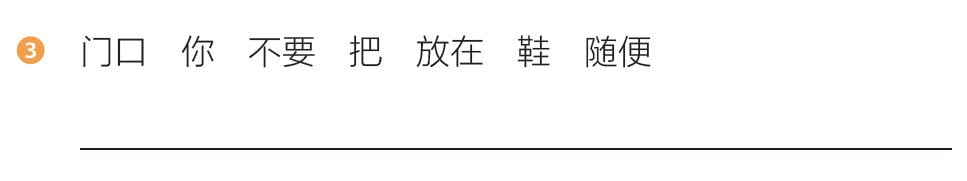 3 门口 你 不要 把 放在 鞋 随便